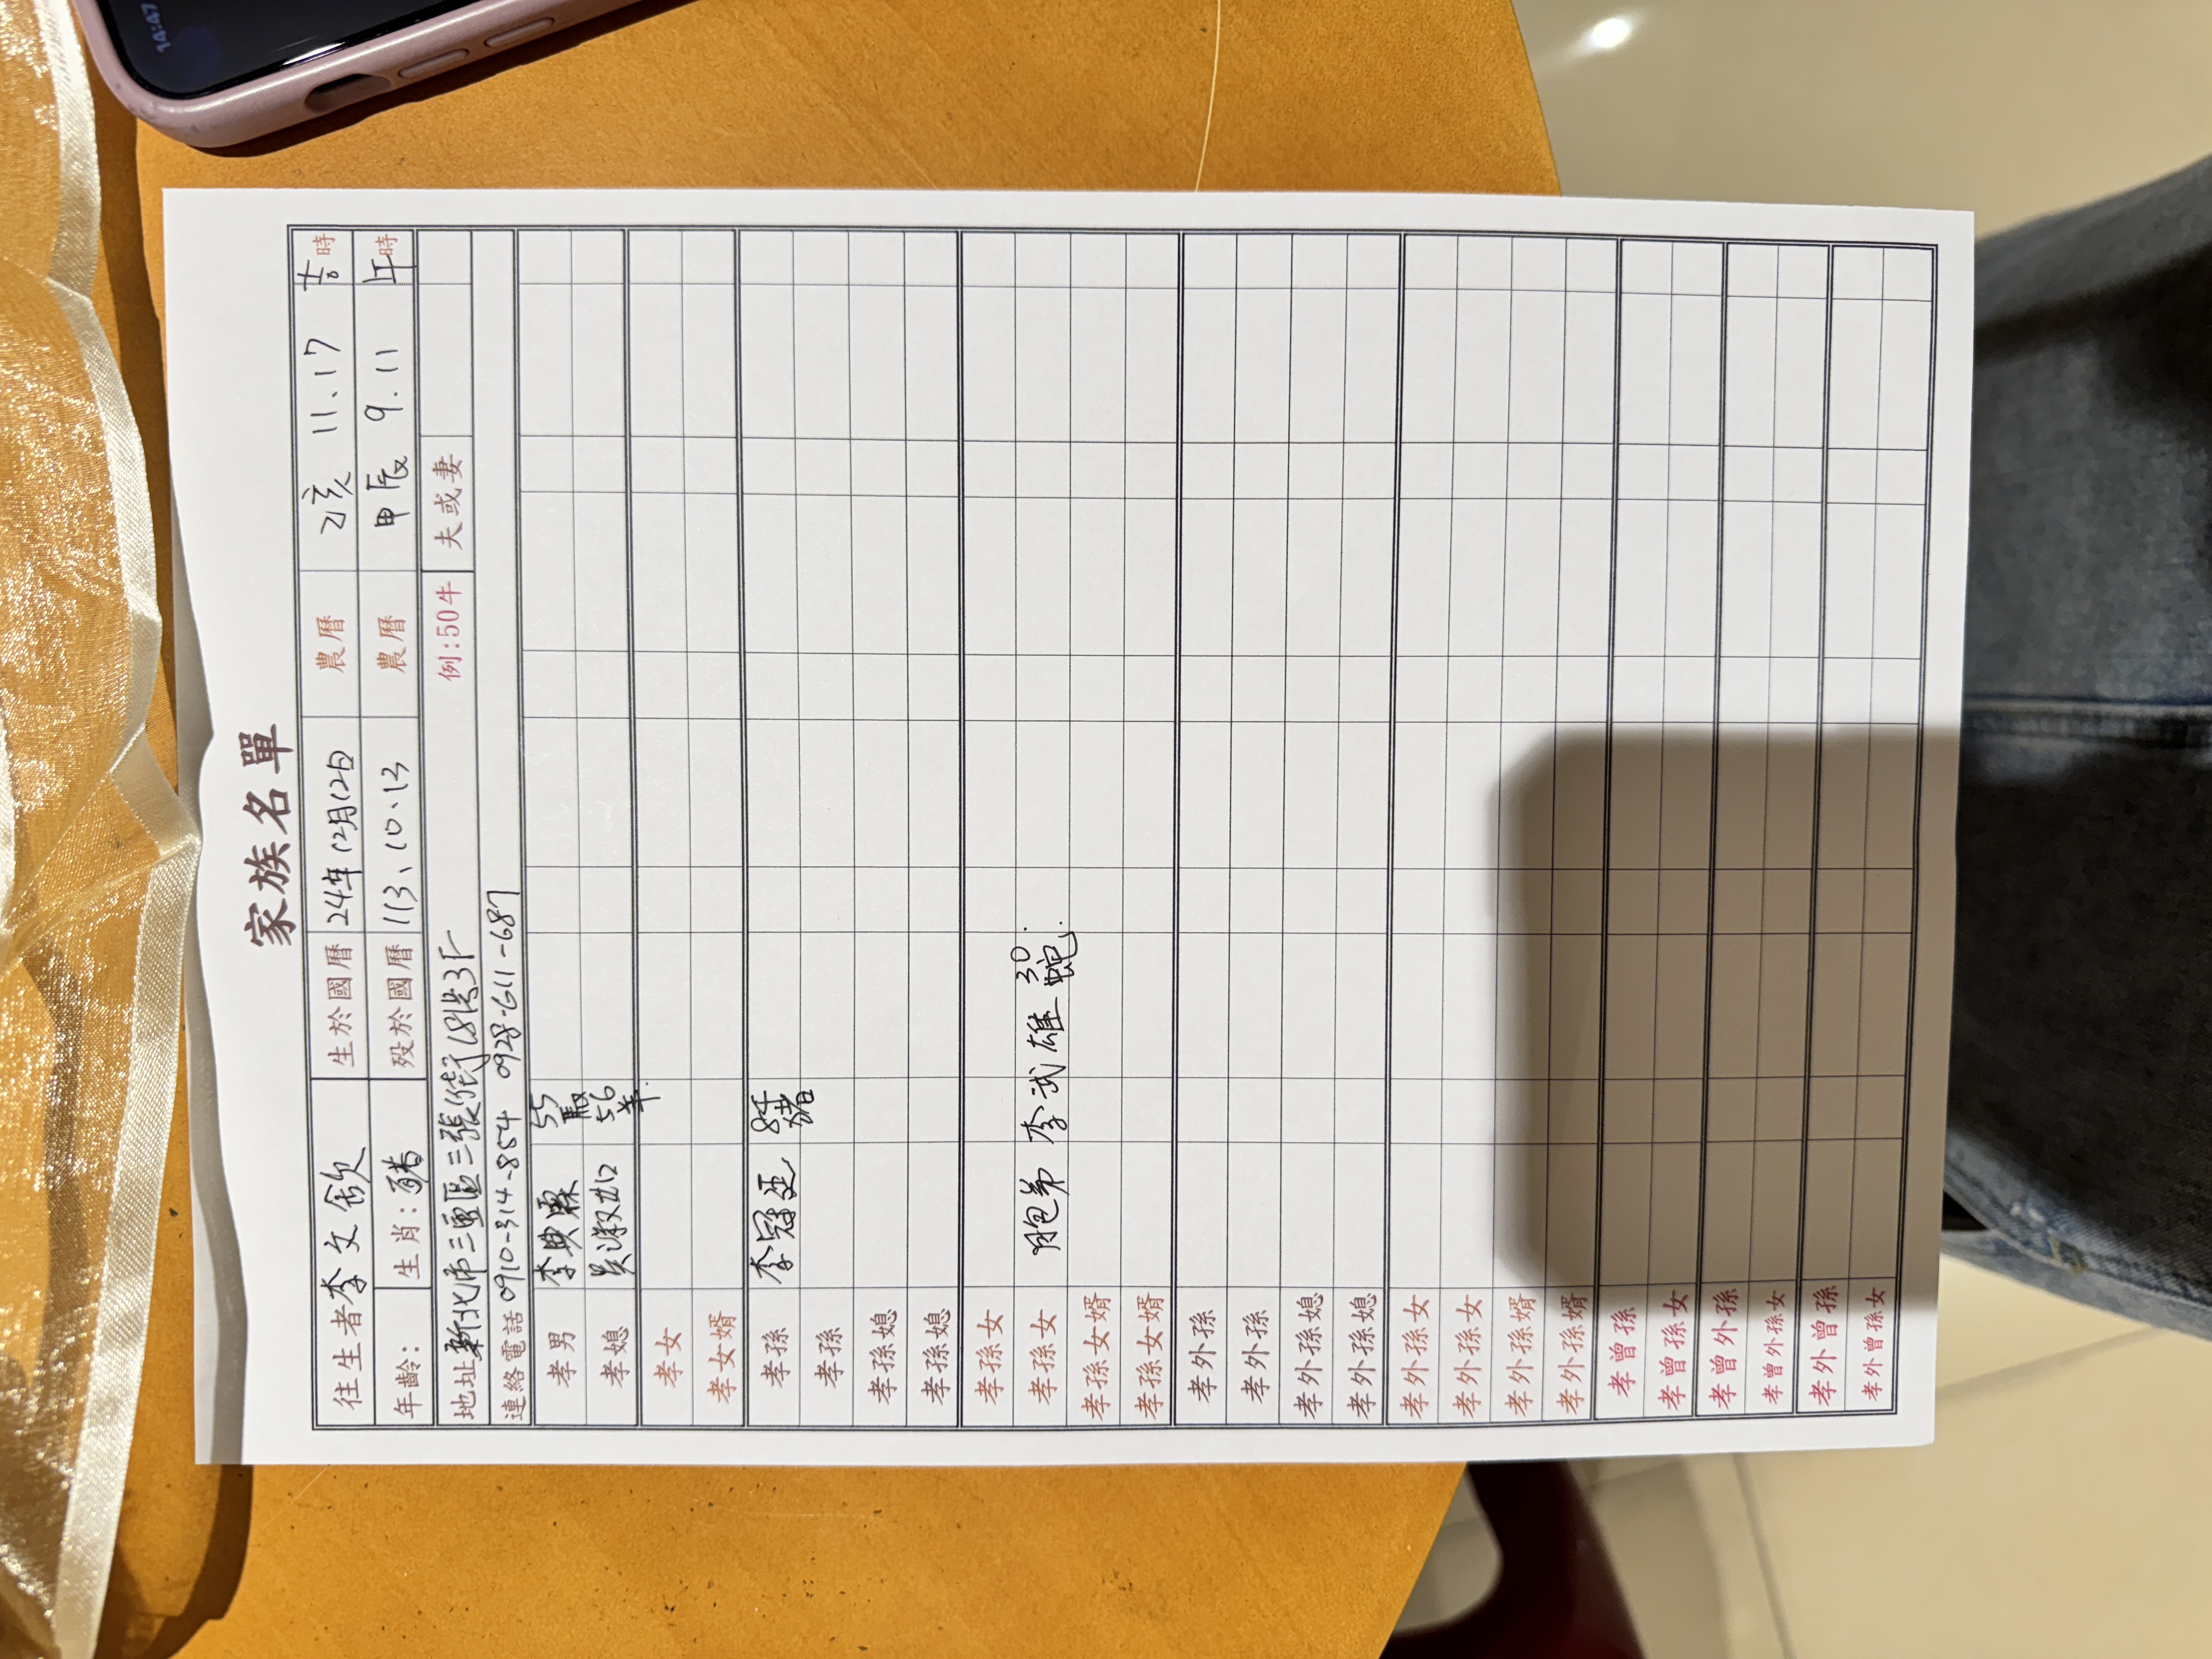 14:47
家族名單
往生者 李文欽 生於國曆 24年12月12日 農曆 乙亥 11.17 吉時
年齡: 生肖:豬 歿於國曆 113、10.13 農曆 甲辰 9.11 午時
地址 新北市三重區三張街18號3F 例:50牛 夫或妻
連絡電話 0910-314-854 0928-611-687
孝男 李典霖 55馬
孝媳 吳淑如 56羊.
孝女
孝女婿
孝孫 李冠廷 84豬
孝孫
孝孫媳
孝孫媳
孝孫女
孝孫女 胞弟 李武雄 30.蛇.
孝孫女婿
孝孫女婿
孝外孫
孝外孫
孝外孫媳
孝外孫媳
孝外孫女
孝外孫女
孝外孫婿
孝外孫婿
孝曾孫
孝曾孫女
孝曾外孫
孝曾外孫女
孝外曾孫
孝外曾孫女